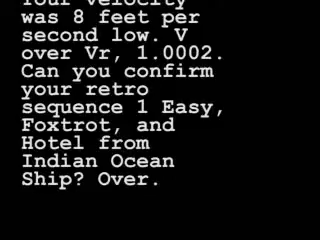 Your velocity
was 8 feet per
second low. V
over Vr, 1.0002.
Can you confirm
your retro
sequence 1 Easy,
Foxtrot, and
Hotel from
Indian Ocean
Ship? Over.